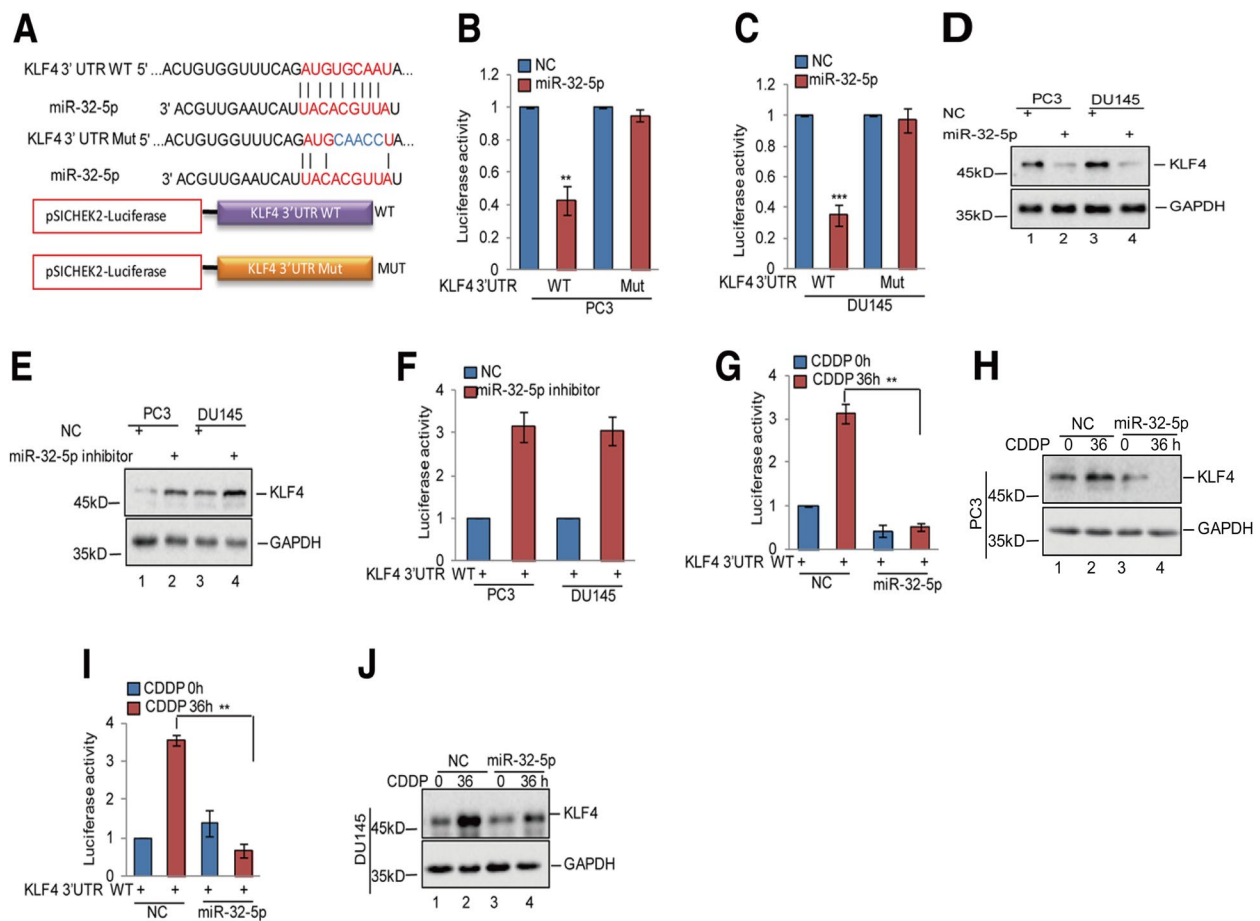 A
KLF4 3' UTR WT 5' ...ACUGUGGUUUCAGAUGUGCAAUA...
miR-32-5p 3' ACGUUGAAUCAUUACACGUUAU
KLF4 3' UTR Mut 5' ...ACUGUGGUUUCAGAUGCAACCUA...
miR-32-5p 3' ACGUUGAAUCAUUACACGUUAU
pSICHEK2-Luciferase KLF4 3'UTR WT WT
pSICHEK2-Luciferase KLF4 3'UTR Mut MUT
B
NC
miR-32-5p
Luciferase activity
1.2
1
0.8
0.6
0.4
0.2
0
**
KLF4 3'UTR WT Mut
PC3
C
NC
miR-32-5p
Luciferase activity
1.2
1
0.8
0.6
0.4
0.2
0
***
KLF4 3'UTR WT Mut
DU145
D
PC3 DU145
NC + +
miR-32-5p + +
KLF4
45kD
GAPDH
35kD
1 2 3 4
E
PC3 DU145
NC + +
miR-32-5p inhibitor + +
KLF4
45kD
GAPDH
35kD
1 2 3 4
F
NC
miR-32-5p inhibitor
Luciferase activity
4
3
2
1
0
KLF4 3'UTR WT + + + +
PC3 DU145
G
CDDP 0h
CDDP 36h **
Luciferase activity
4
3
2
1
0
KLF4 3'UTR WT + + + +
NC miR-32-5p
H
NC miR-32-5p
CDDP 0 36 0 36 h
KLF4
45kD
PC3
GAPDH
35kD
1 2 3 4
I
CDDP 0h
CDDP 36h **
Luciferase activity
4
3
2
1
0
KLF4 3'UTR WT + + + +
NC miR-32-5p
J
NC miR-32-5p
CDDP 0 36 0 36 h
KLF4
45kD
DU145
GAPDH
35kD
1 2 3 4